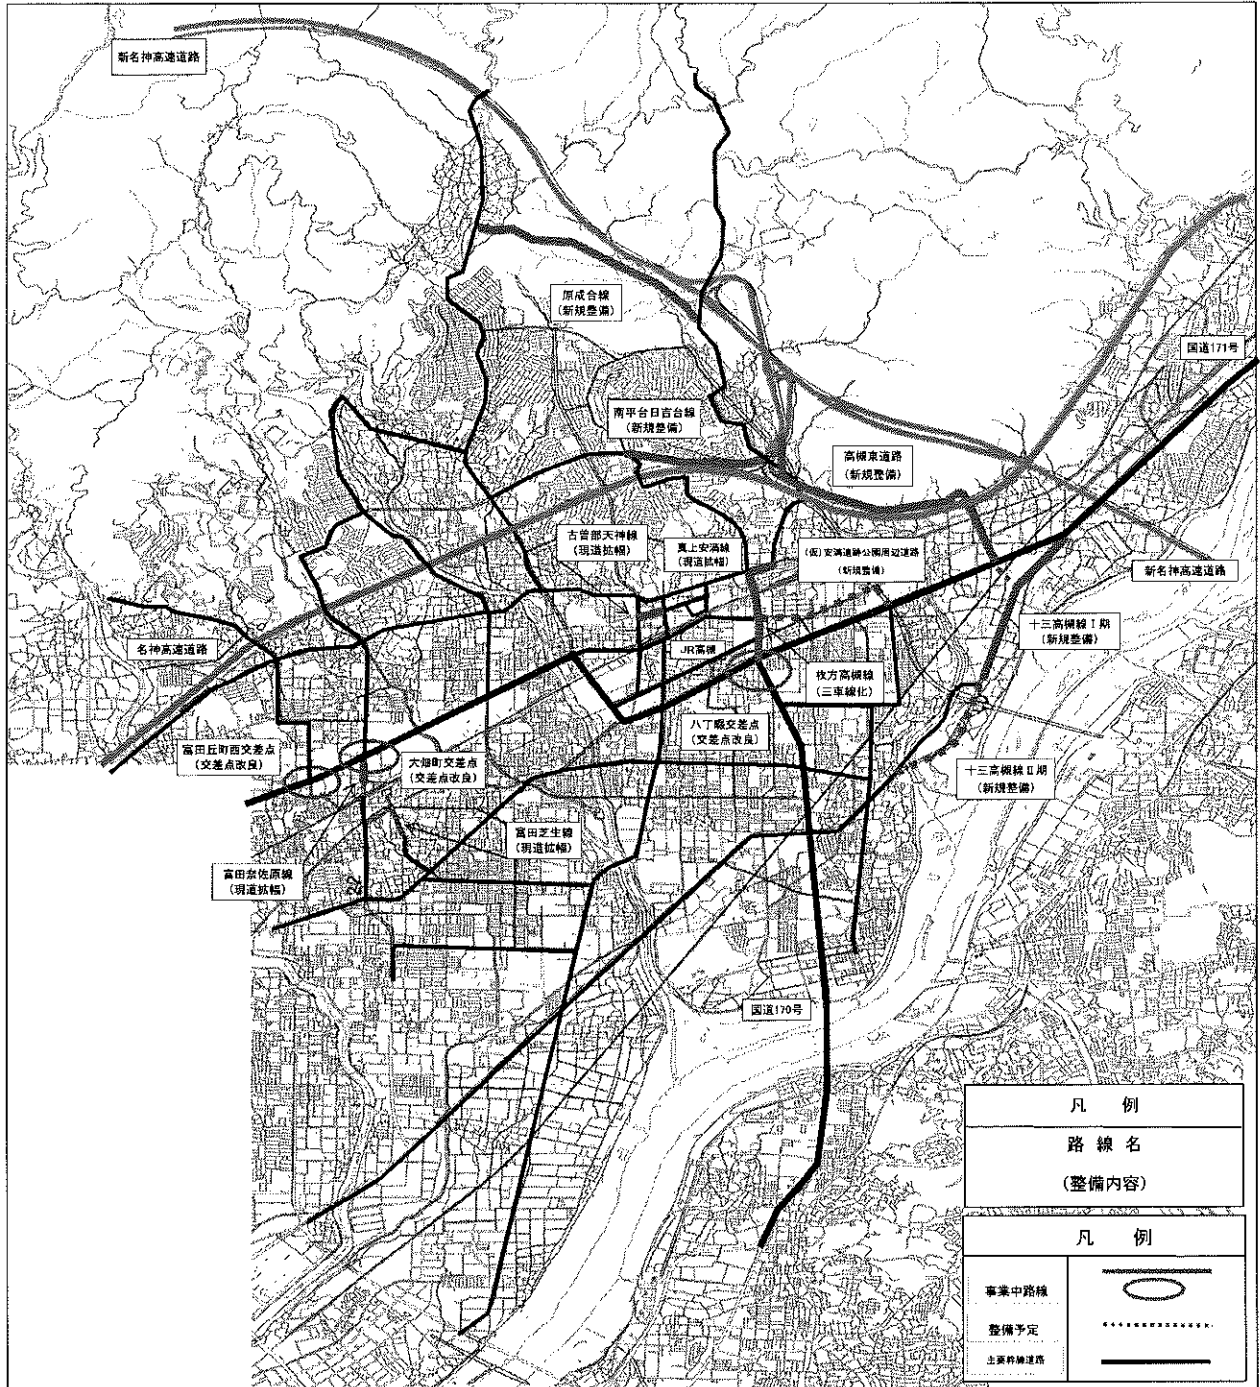 新名神高速道路
原成合線
(新規整備)
国道171号
南平台日吉台線
(新規整備)
高槻東道路
(新規整備)
古曽部天神線
(現道拡幅)
真上安満線
(現道拡幅)
(仮)安満遺跡公園周辺道路
(新規整備)
新名神高速道路
名神高速道路
JR高槻
十三高槻線Ⅰ期
(新規整備)
枚方高槻線
(三車線化)
八丁畷交差点
(交差点改良)
富田丘町西交差点
(交差点改良)
大畑町交差点
(交差点改良)
十三高槻線Ⅱ期
(新規整備)
富田芝生線
(現道拡幅)
富田奈佐原線
(現道拡幅)
22
国道170号
凡 例
路 線 名
(整備内容)
凡 例
事業中路線
整備予定
主要幹線道路